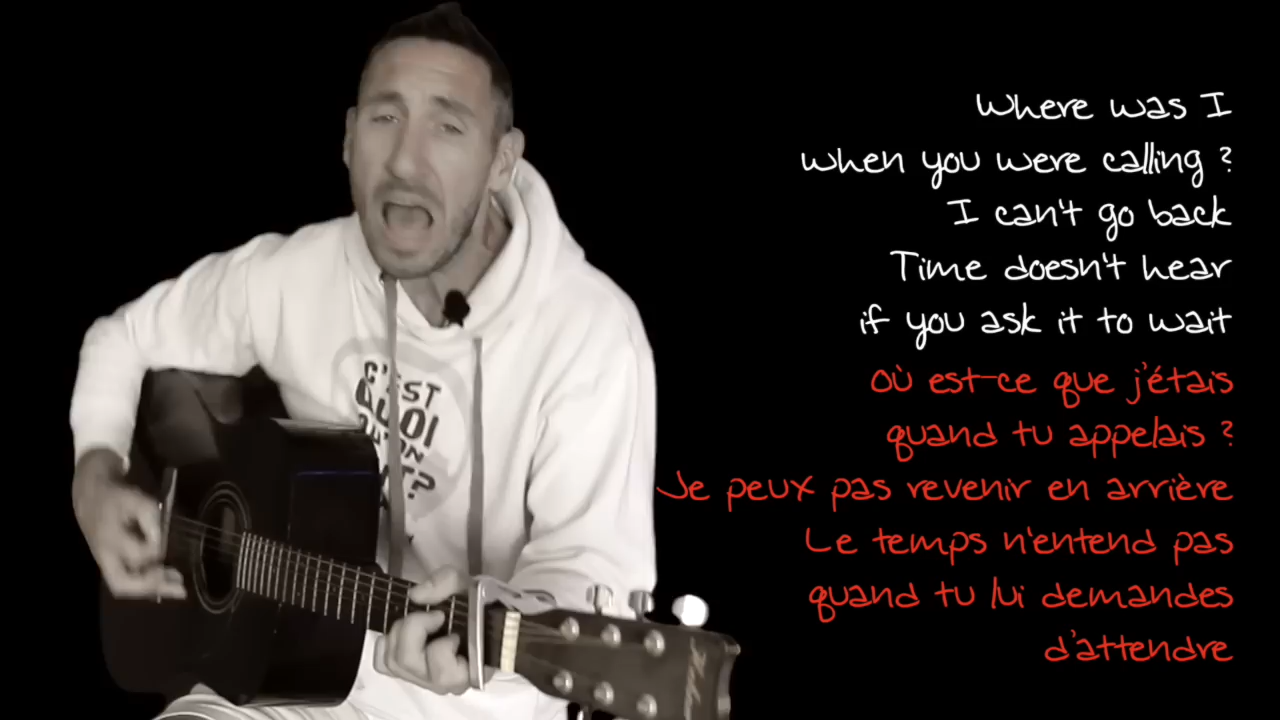 Where was I
when you were calling ?
I can't go back
Time doesn't hear
if you ask it to wait
Où est-ce que j'étais
quand tu appelais ?
Je peux pas revenir en arrière
Le temps n'entend pas
quand tu lui demandes
d'attendre
C'EST
QUOI
QU'ON